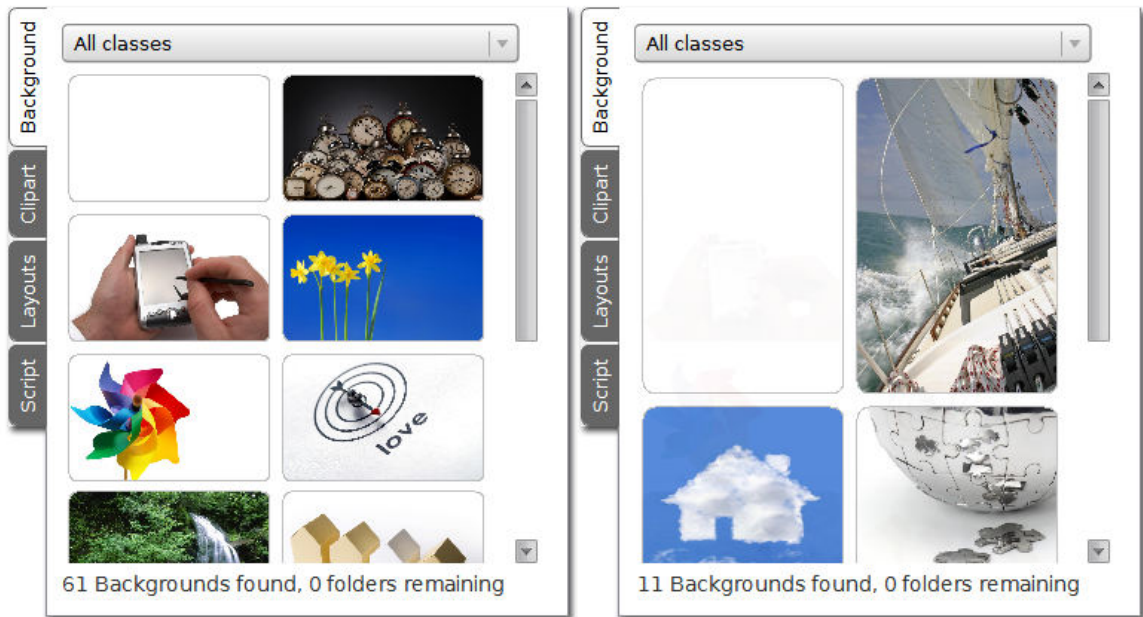 Background
Clipart
Layouts
Script
All classes
love
61 Backgrounds found, 0 folders remaining
Background
Clipart
Layouts
Script
All classes
11 Backgrounds found, 0 folders remaining